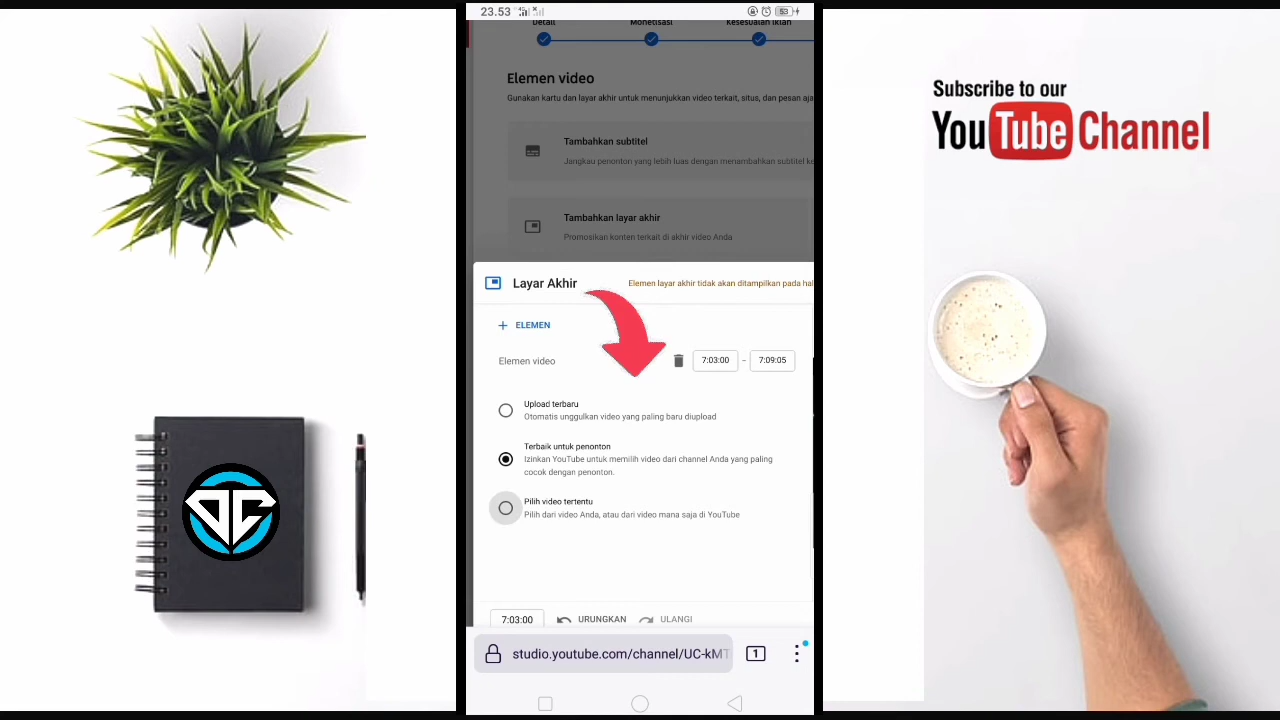 23.53
53
Detail
Monetisasi
Kesesuaian Iklan
Elemen video
Gunakan kartu dan layar akhir untuk menunjukkan video terkait, situs, dan pesan aja
Tambahkan subtitel
Jangkau penonton yang lebih luas dengan menambahkan subtitel ke
Tambahkan layar akhir
Promosikan konten terkait di akhir video Anda
Layar Akhir
Elemen layar akhir tidak akan ditampilkan pada hal
+ ELEMEN
Elemen video
7:03:00 - 7:09:05
Upload terbaru
Otomatis unggulkan video yang paling baru diupload
Terbaik untuk penonton
Izinkan YouTube untuk memilih video dari channel Anda yang paling
cocok dengan penonton.
Pilih video tertentu
Pilih dari video Anda, atau dari video mana saja di YouTube
7:03:00
URUNGKAN
ULANGI
studio.youtube.com/channel/UC-kMT
1
Subscribe to our
YouTube Channel